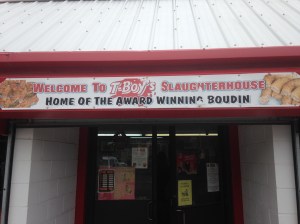 Welcome To T-Boy's Slaughterhouse
Home Of The Award Winning Boudin